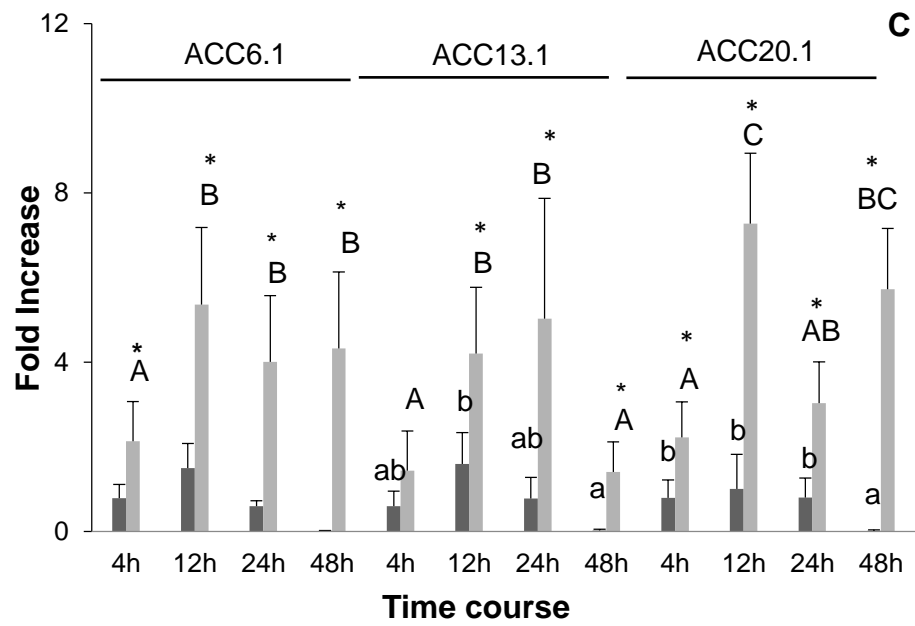 12
C
ACC6.1 ACC13.1 ACC20.1
* * * * * * * * * * *
A B B B A B B A A C AB BC
8
4
0
ab b ab a b b b a
Fold Increase
4h 12h 24h 48h 4h 12h 24h 48h 4h 12h 24h 48h
Time course